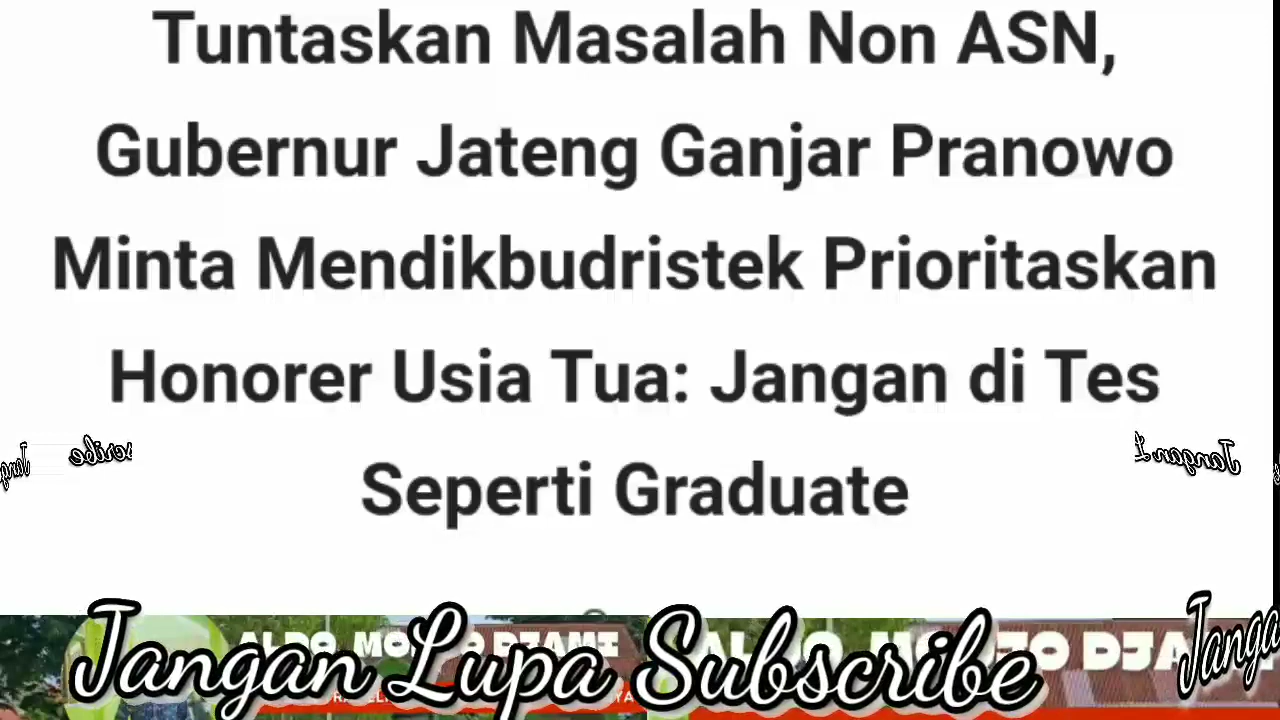 Tuntaskan Masalah Non ASN,
Gubernur Jateng Ganjar Pranowo
Minta Mendikbudristek Prioritaskan
Honorer Usia Tua: Jangan di Tes
Seperti Graduate
Jangan Lupa Subscribe